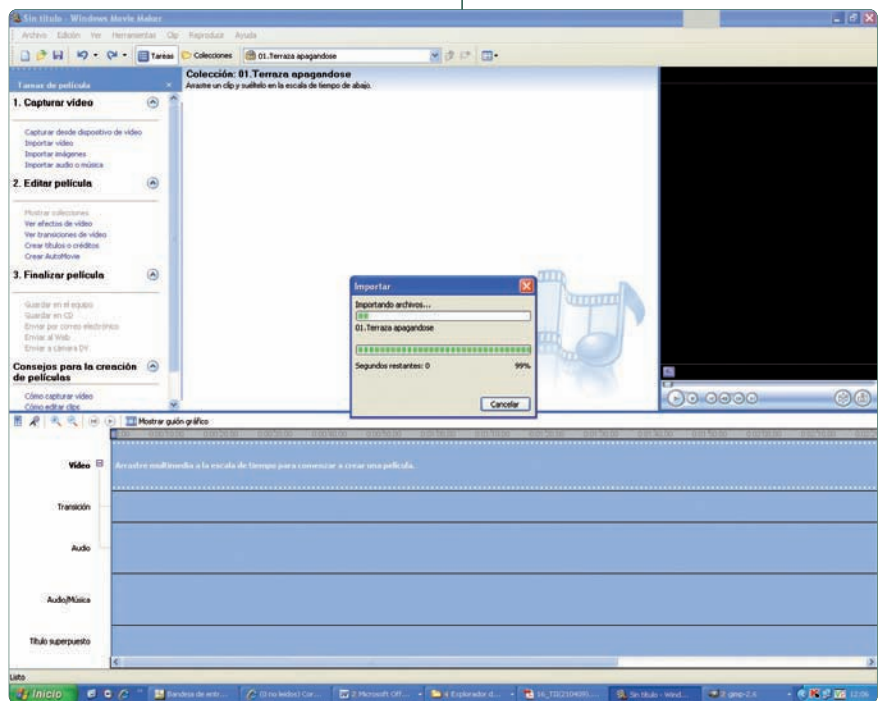 Sin título - Windows Movie Maker
Archivo Edición Ver Herramientas Clip Reproducir Ayuda
Tareas Colecciones 01.Terraza apagandose
Tareas de película
Colección: 01.Terraza apagandose
Arrastre un clip y suéltelo en la escala de tiempo de abajo.
1. Capturar vídeo
Capturar desde dispositivo de vídeo
Importar vídeo
Importar imágenes
Importar audio o música
2. Editar película
Mostrar colecciones
Ver efectos de vídeo
Ver transiciones de vídeo
Crear títulos o créditos
Crear AutoMovie
3. Finalizar película
Guardar en el equipo
Guardar en CD
Enviar por correo electrónico
Enviar al Web
Enviar a cámara DV
Consejos para la creación
de películas
Cómo capturar vídeo
Cómo editar clips
Importar
Importando archivos...
01.Terraza apagandose
Segundos restantes: 0 99%
Cancelar
Mostrar guión gráfico
Vídeo
Arrastre multimedia a la escala de tiempo para comenzar a crear una película.
Transición
Audio
Audio/Música
Título superpuesto
Listo
Inicio Bandeja de entr... (0 no leídos) Cor... 2 Microsoft Off... 4 Explorador d... Sin título - Wind... 2 gimp-2.6 12:06